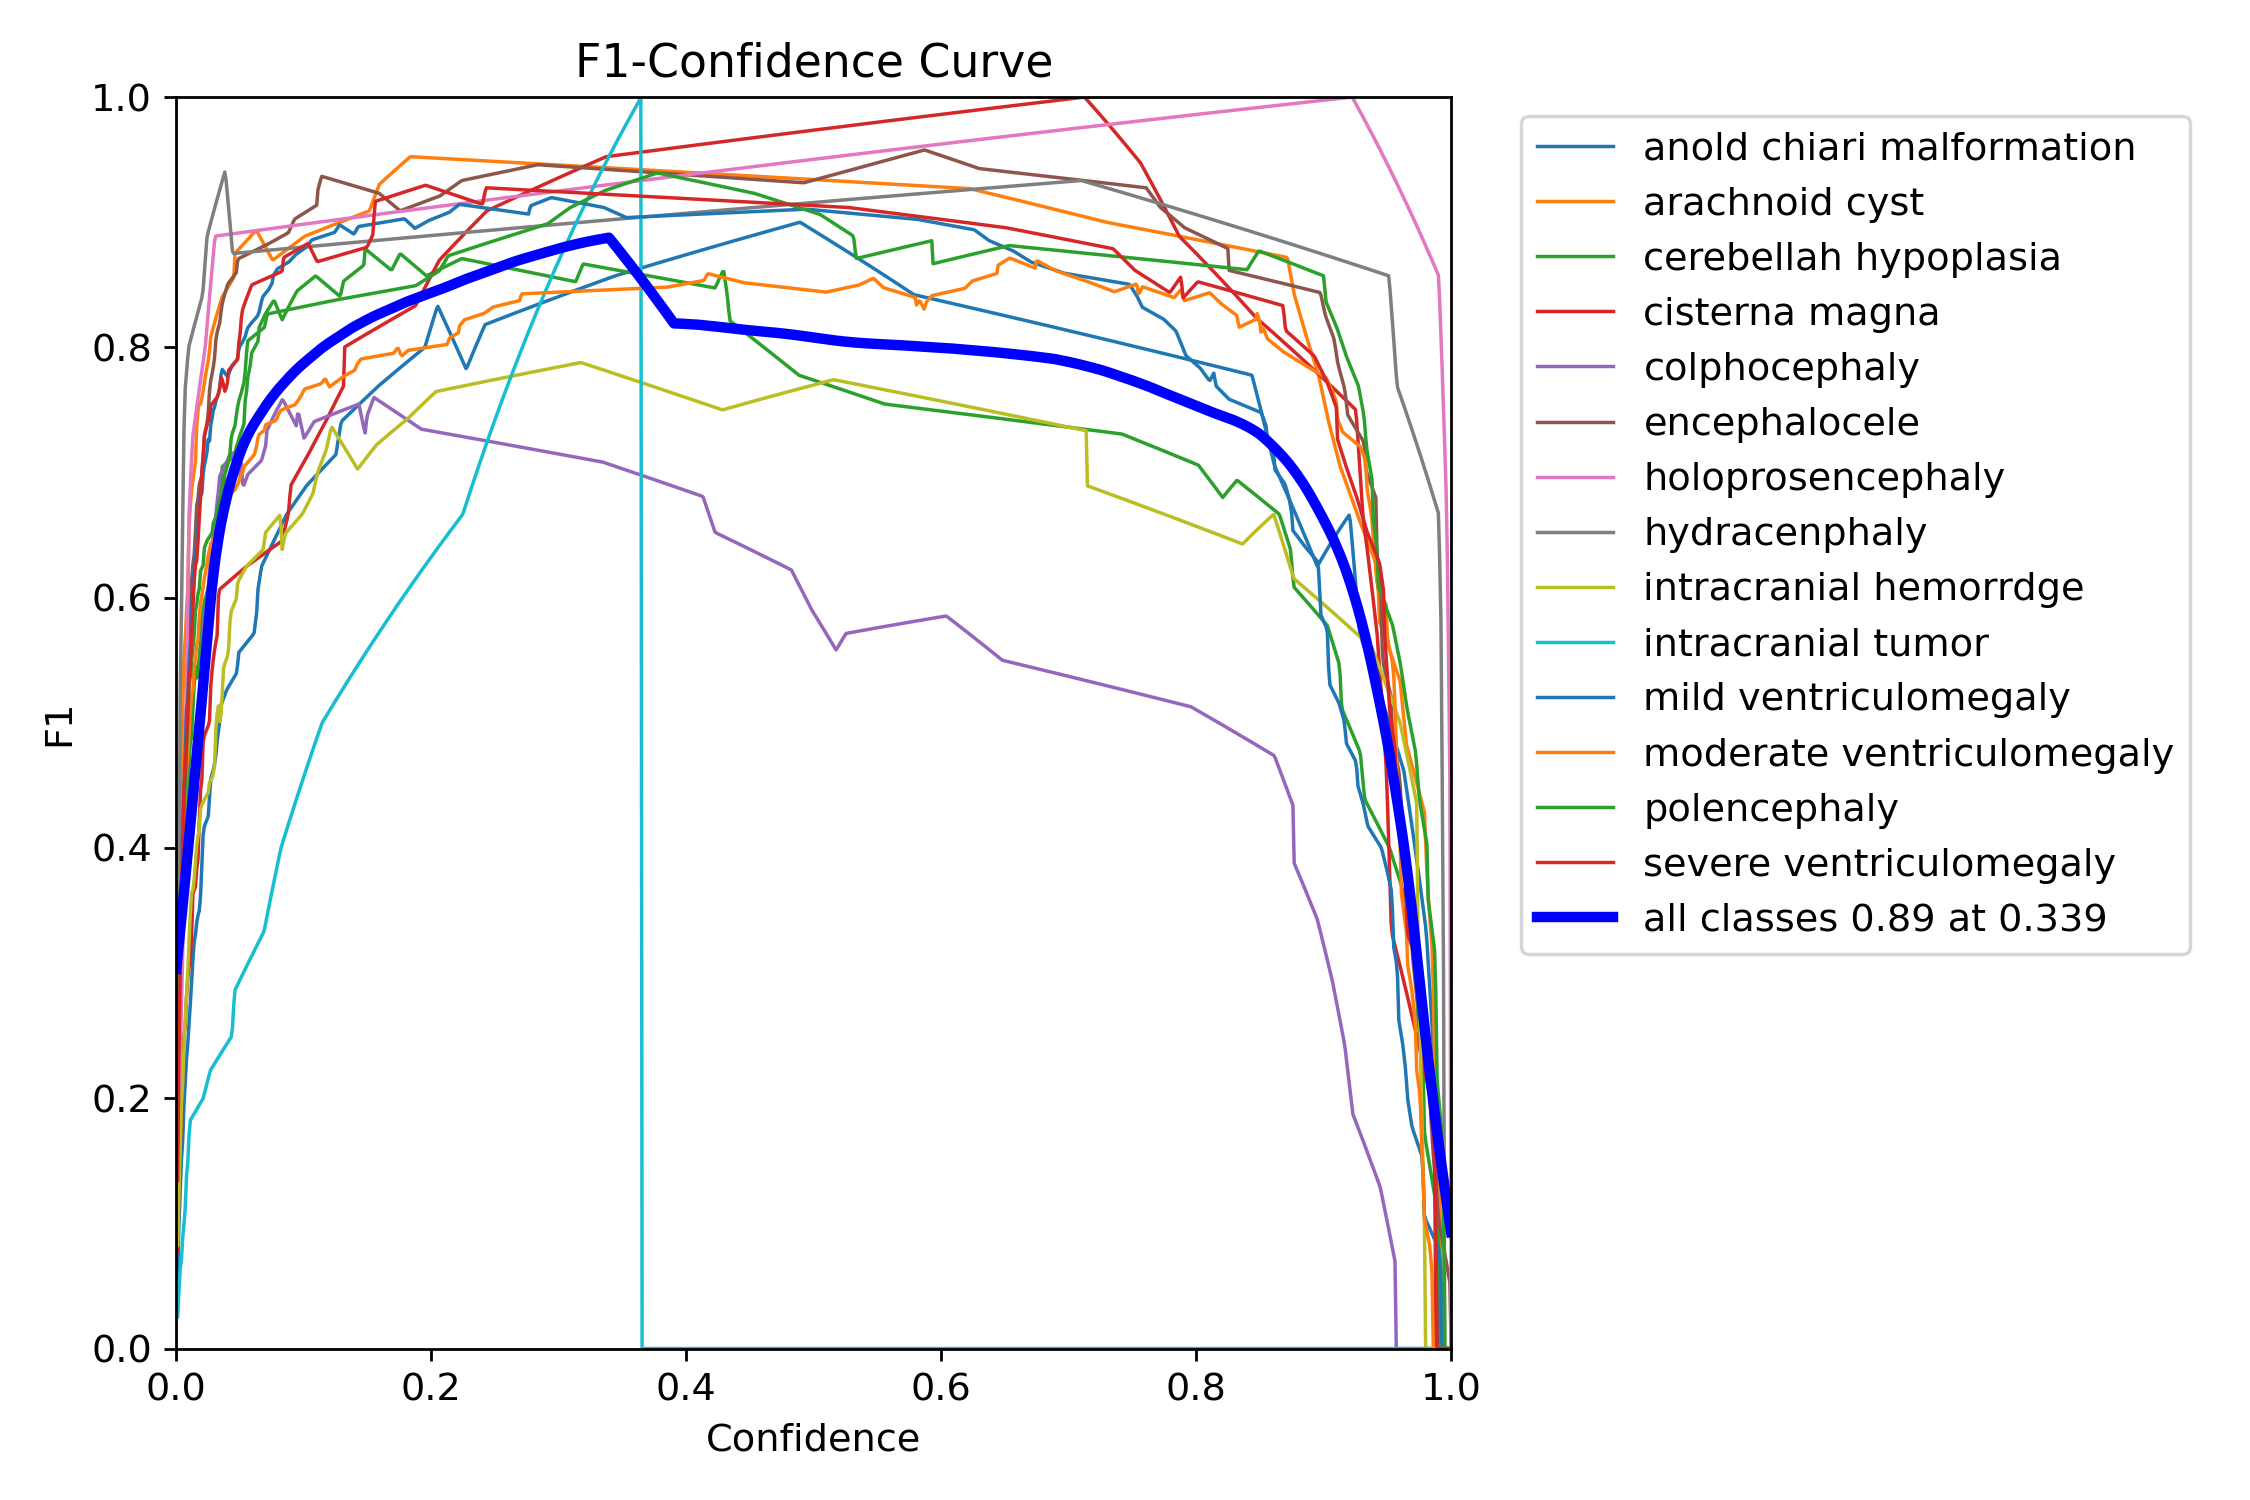 F1-Confidence Curve
1.0
0.8
0.6
0.4
0.2
0.0
F1
0.0 0.2 0.4 0.6 0.8 1.0
Confidence
anold chiari malformation
arachnoid cyst
cerebellah hypoplasia
cisterna magna
colphocephaly
encephalocele
holoprosencephaly
hydracenphaly
intracranial hemorrdge
intracranial tumor
mild ventriculomegaly
moderate ventriculomegaly
polencephaly
severe ventriculomegaly
all classes 0.89 at 0.339